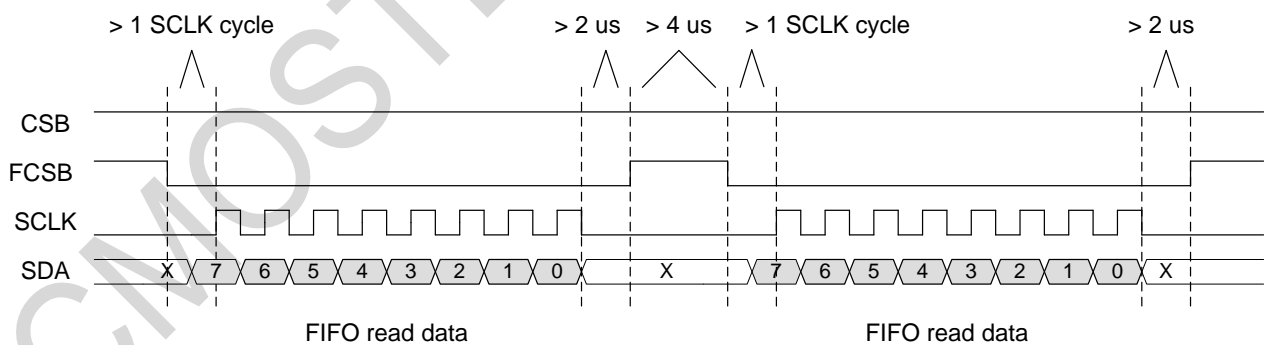 > 1 SCLK cycle > 2 us > 4 us > 1 SCLK cycle > 2 us
CSB
FCSB
SCLK
SDA X 7 6 5 4 3 2 1 0 X 7 6 5 4 3 2 1 0 X
FIFO read data FIFO read data
CMOSTE